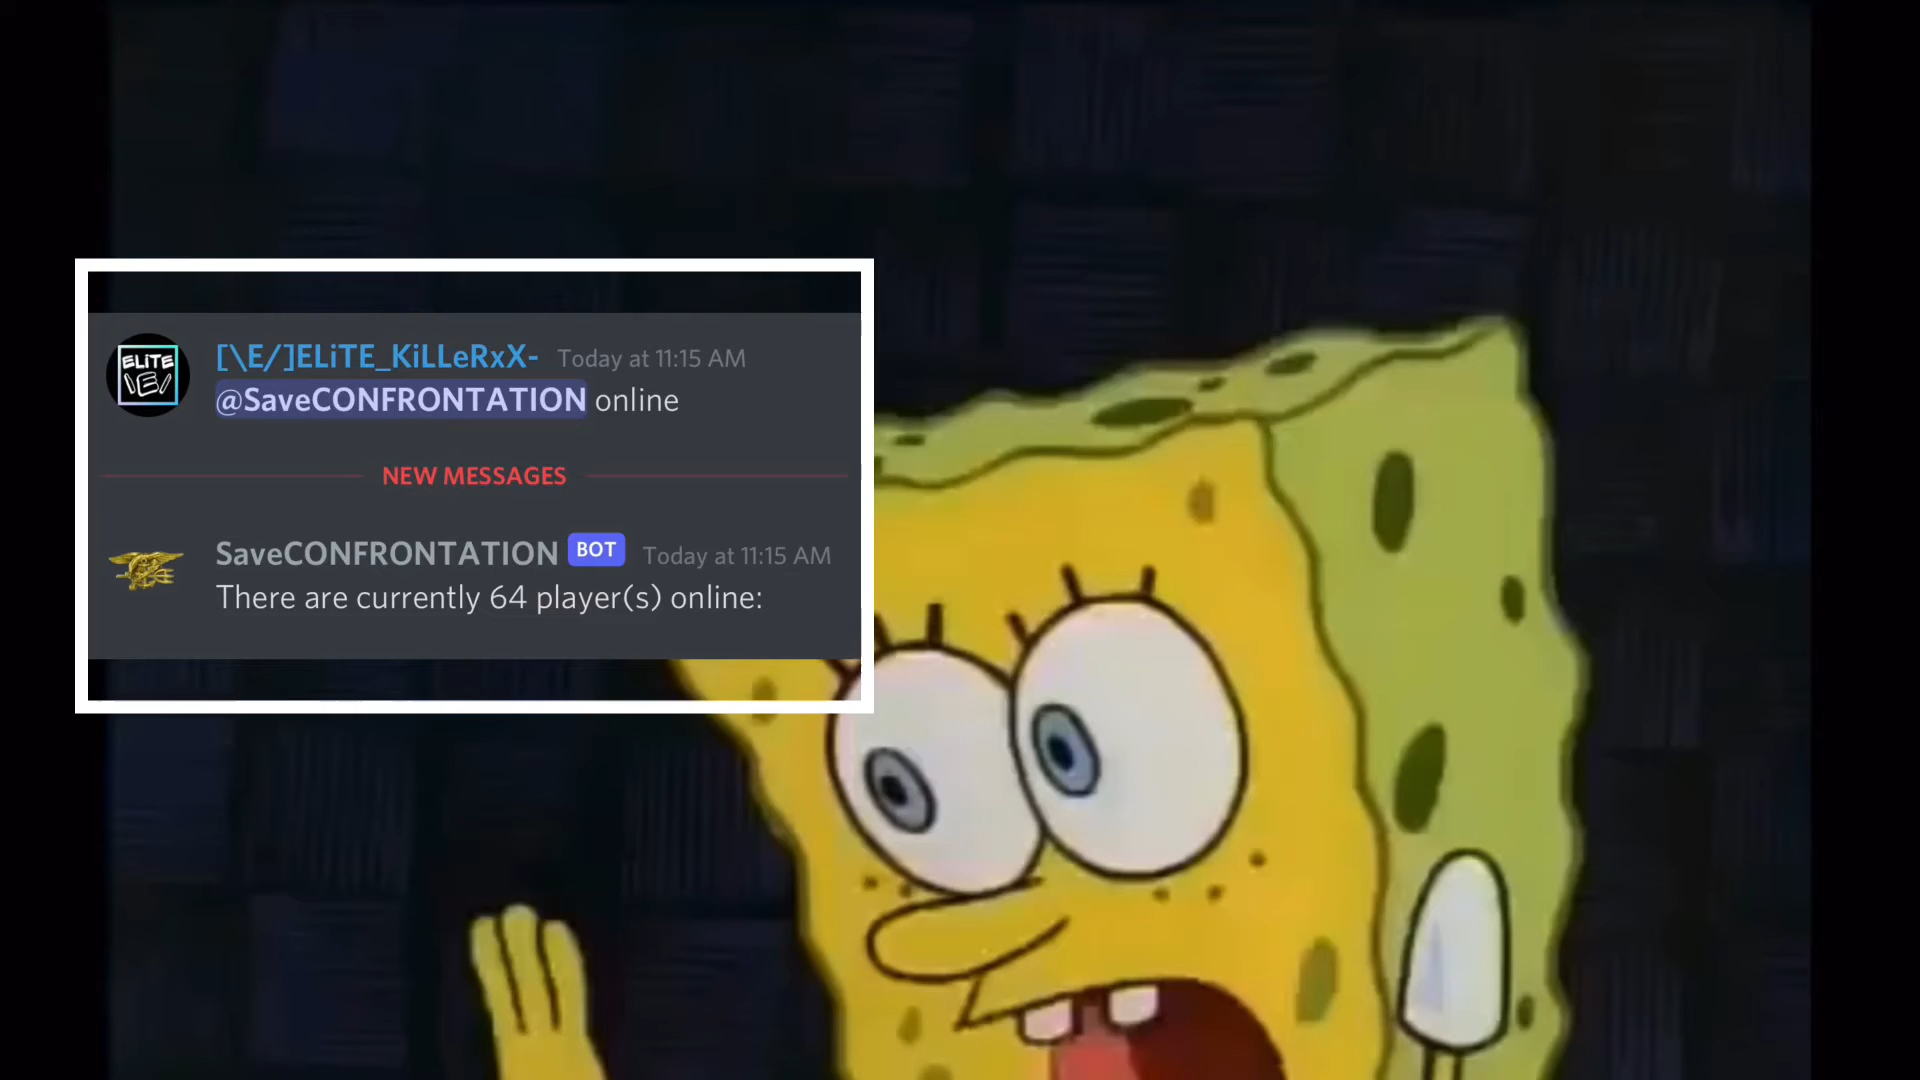 [\E/]ELiTE_KiLLeRxX- Today at 11:15 AM
ELiTE
\E/
@SaveCONFRONTATION online
NEW MESSAGES
SaveCONFRONTATION BOT Today at 11:15 AM
There are currently 64 player(s) online: